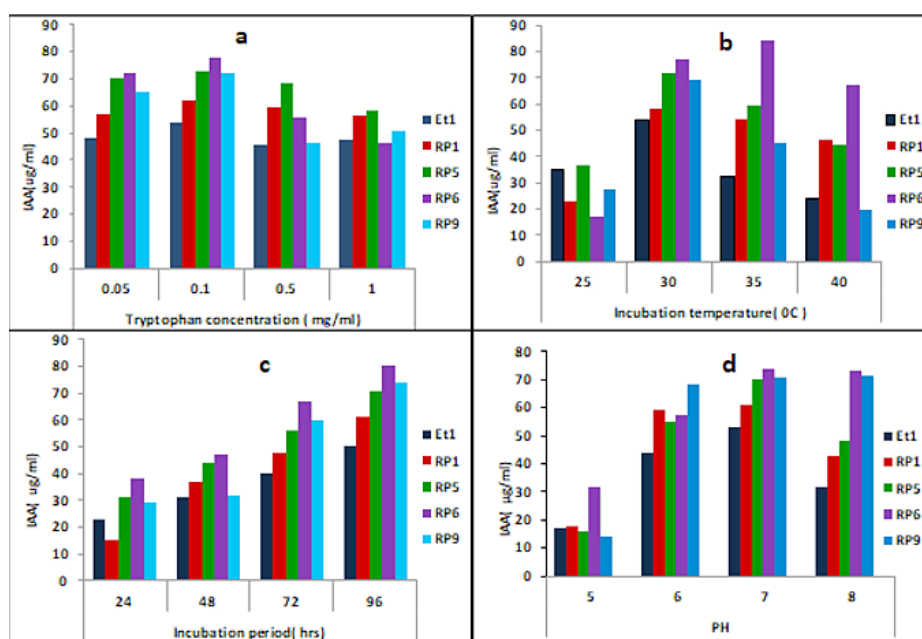 a
90
80
70
60
50
40
30
20
10
0
IAA(ug/ml)
0.05 0.1 0.5 1
Tryptophan concentration ( mg/ml)
Et1
RP1
RP5
RP6
RP9
b
90
80
70
60
50
40
30
20
10
0
IAA(ug/ml)
25 30 35 40
Incubation temperature( 0C )
Et1
RP1
RP5
RP6
RP9
c
90
80
70
60
50
40
30
20
10
0
IAA( ug/ml)
24 48 72 96
Incubation period( hrs)
Et1
RP1
RP5
RP6
RP9
d
80
70
60
50
40
30
20
10
0
IAA( µg/ml)
5 6 7 8
PH
Et1
RP1
RP5
RP6
RP9